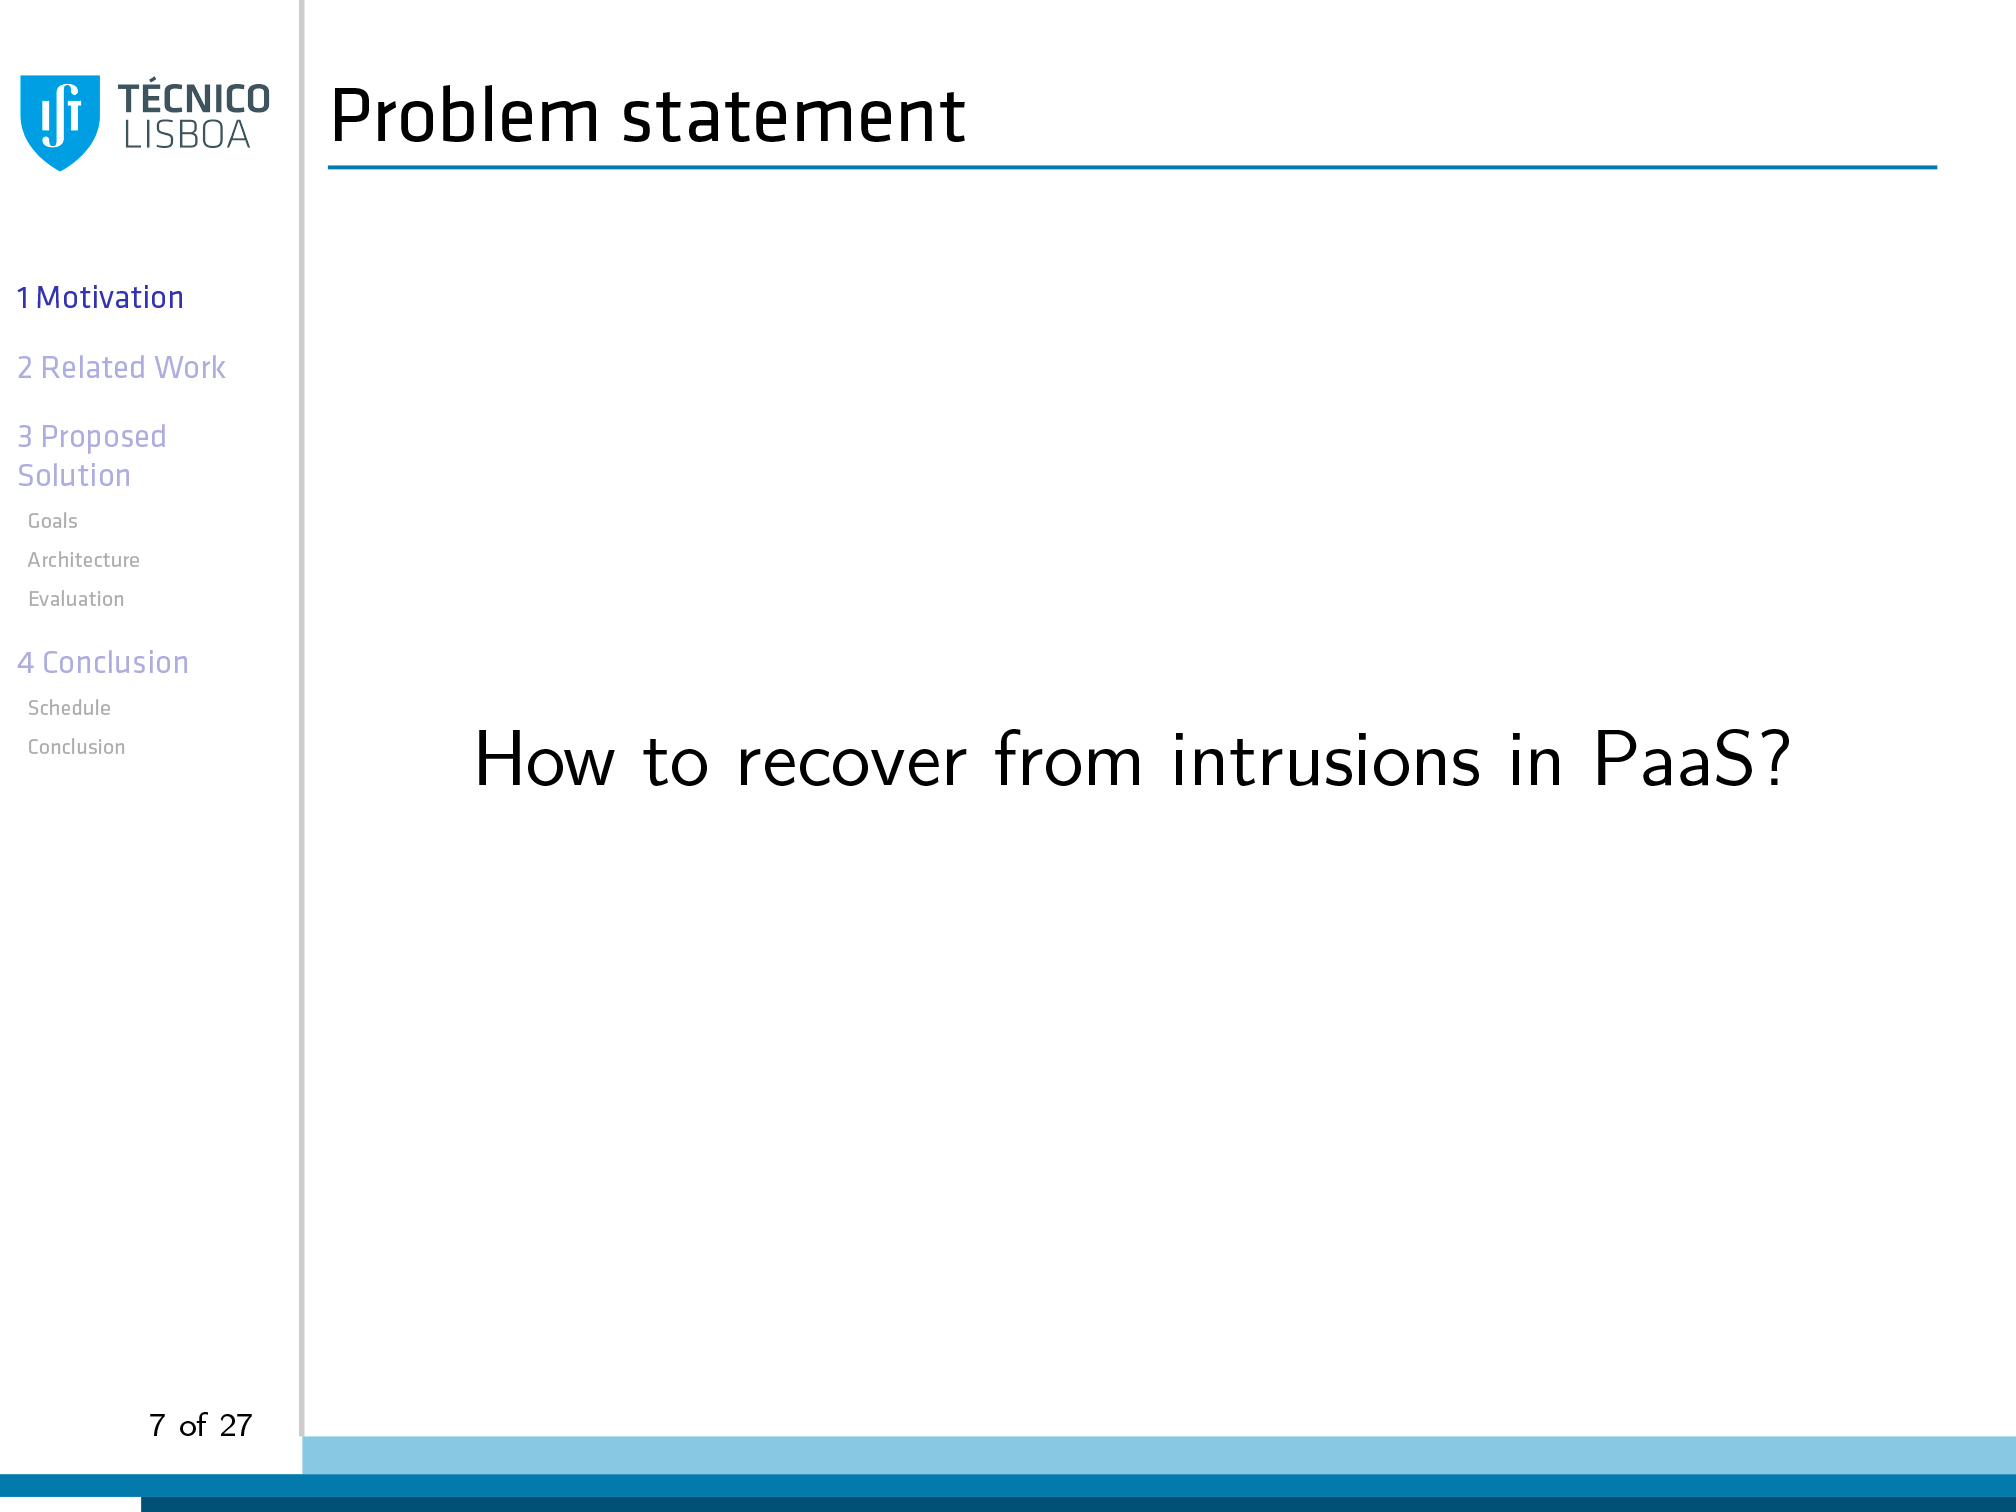 TÉCNICO
LISBOA
Problem statement
1 Motivation
2 Related Work
3 Proposed
Solution
Goals
Architecture
Evaluation
4 Conclusion
Schedule
Conclusion
How to recover from intrusions in PaaS?
7 of 27